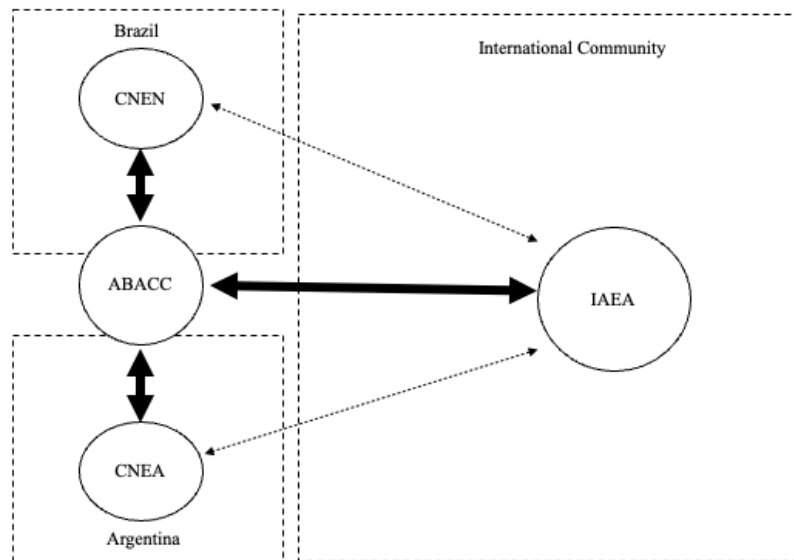 Brazil
International Community
CNEN
ABACC
IAEA
CNEA
Argentina